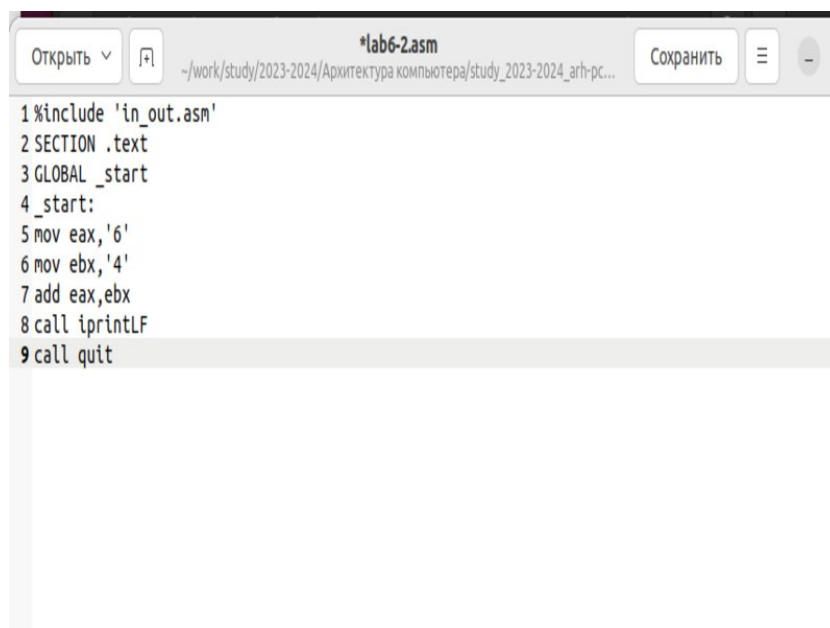 Открыть
*lab6-2.asm
~/work/study/2023-2024/Архитектура компьютера/study_2023-2024_arh-pc...
Сохранить
1 %include 'in_out.asm'
2 SECTION .text
3 GLOBAL _start
4 _start:
5 mov eax,'6'
6 mov ebx,'4'
7 add eax,ebx
8 call iprintLF
9 call quit